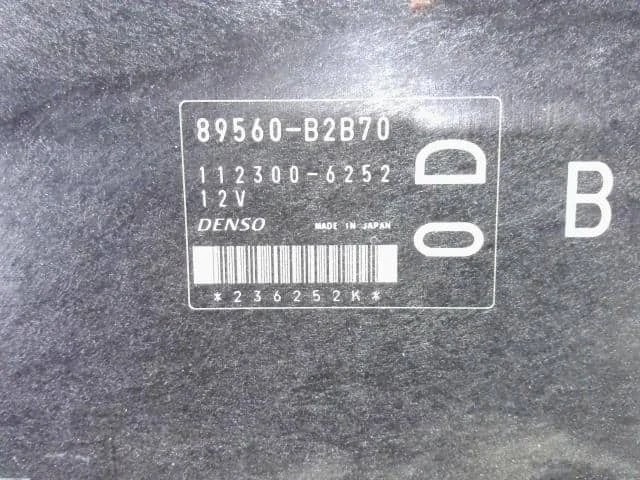 89560-B2B70
112300-6252
12V
DENSO MADE IN JAPAN
*236252K*
0D
B